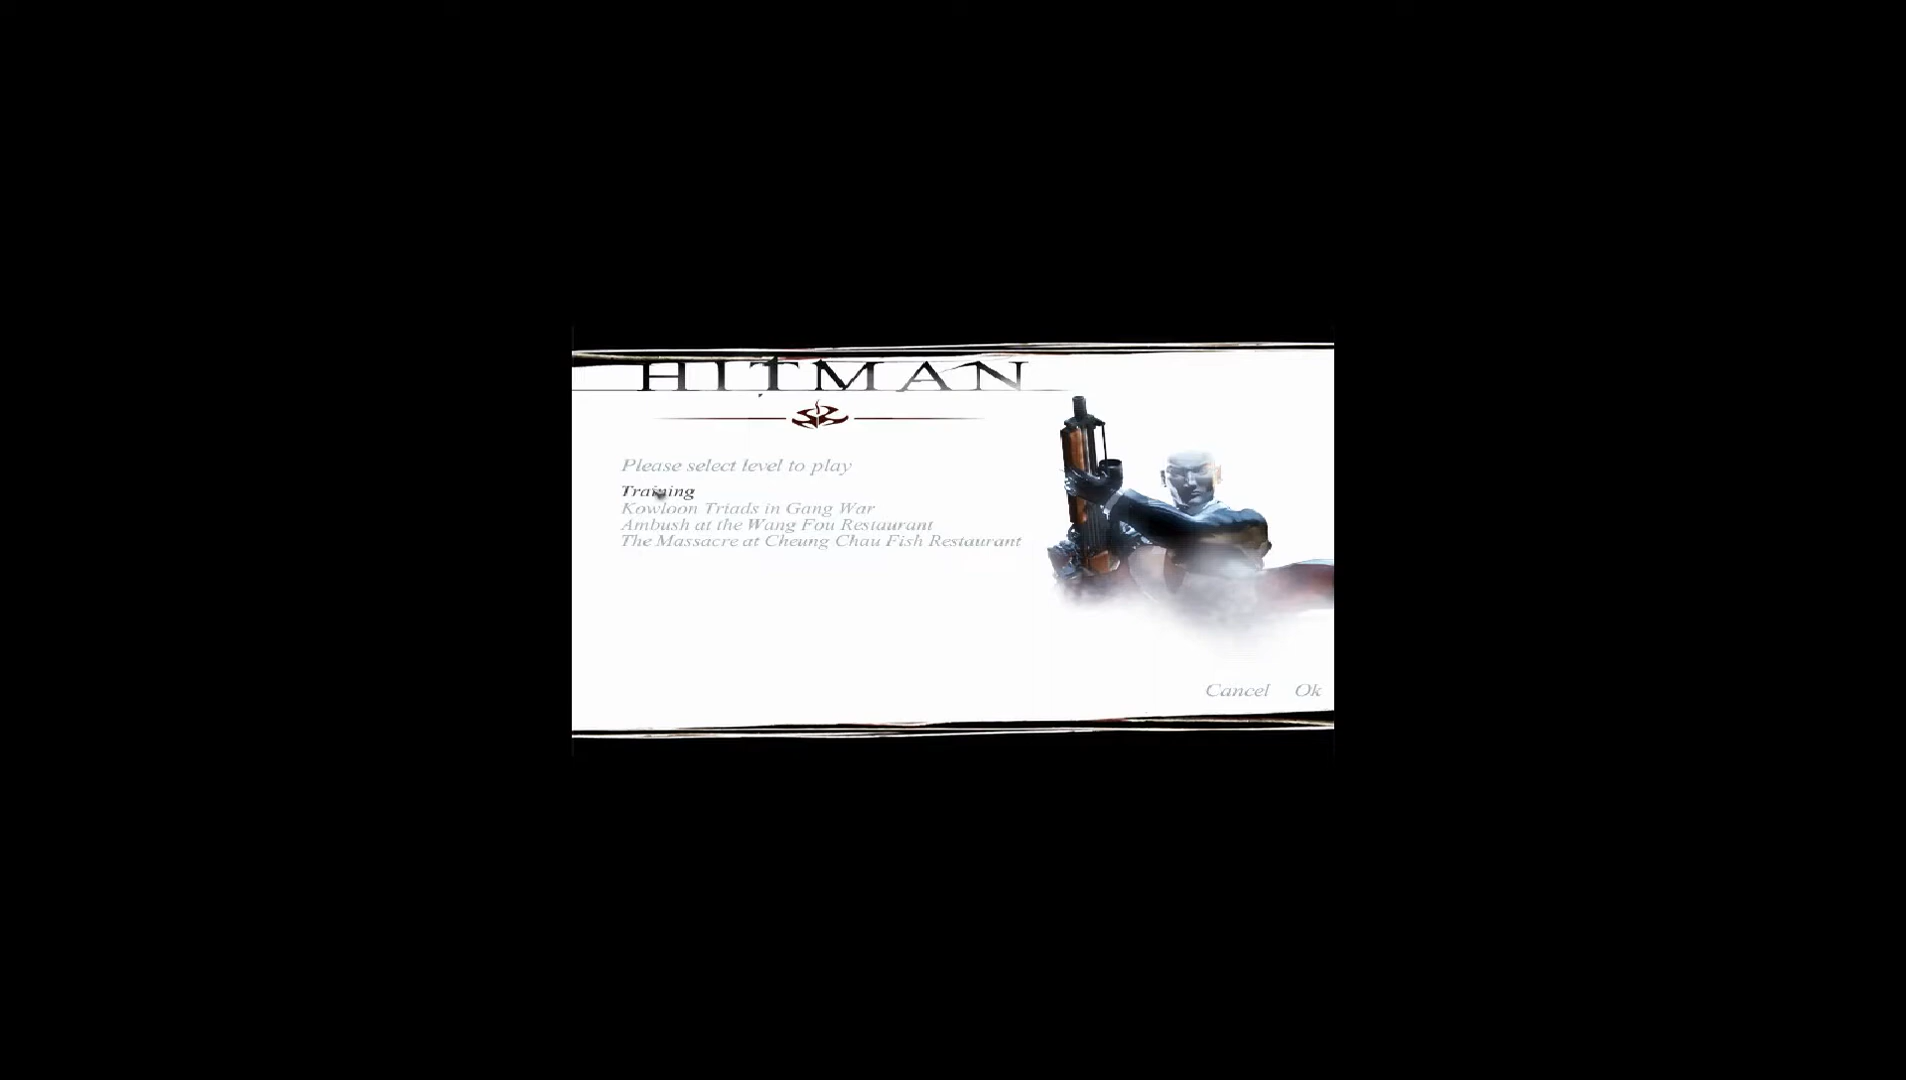 HITMAN
Please select level to play
Training
Kowloon Triads in Gang War
Ambush at the Wang Fou Restaurant
The Massacre at Cheung Chau Fish Restaurant
Cancel Ok